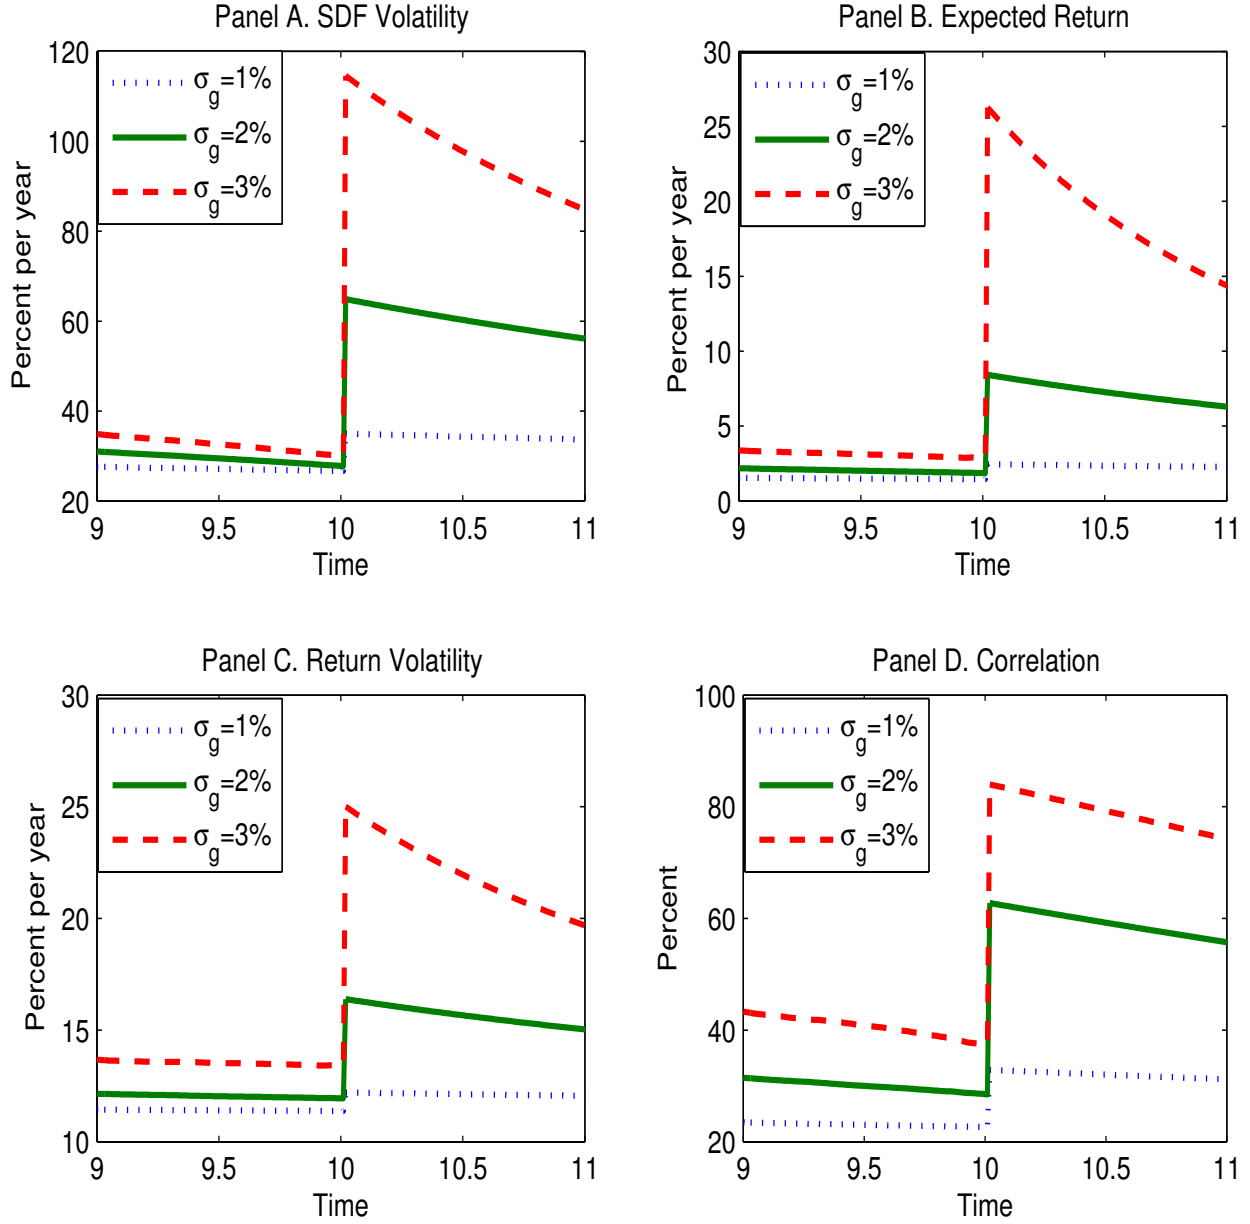 Panel A. SDF Volatility
120
100
80
60
40
20
Percent per year
σg=1%
σg=2%
σg=3%
9
9.5
10
10.5
11
Time
Panel B. Expected Return
30
25
20
15
10
5
0
Percent per year
σg=1%
σg=2%
σg=3%
9
9.5
10
10.5
11
Time
Panel C. Return Volatility
30
25
20
15
10
Percent per year
σg=1%
σg=2%
σg=3%
9
9.5
10
10.5
11
Time
Panel D. Correlation
100
80
60
40
20
Percent
σg=1%
σg=2%
σg=3%
9
9.5
10
10.5
11
Time